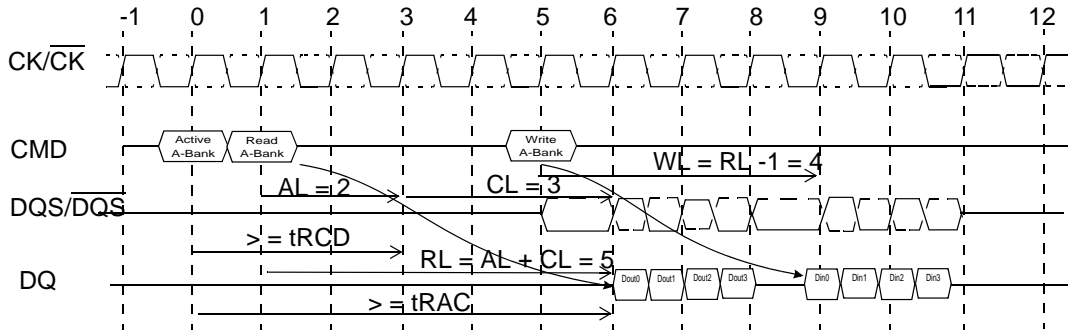 -1 0 1 2 3 4 5 6 7 8 9 10 11 12
CK/CK
CMD
Active
A-Bank
Read
A-Bank
Write
A-Bank
WL = RL -1 = 4
AL = 2
CL = 3
DQS/DQS
> = tRCD
RL = AL + CL = 5
DQ
Dout0 Dout1 Dout2 Dout3 Din0 Din1 Din2 Din3
> = tRAC